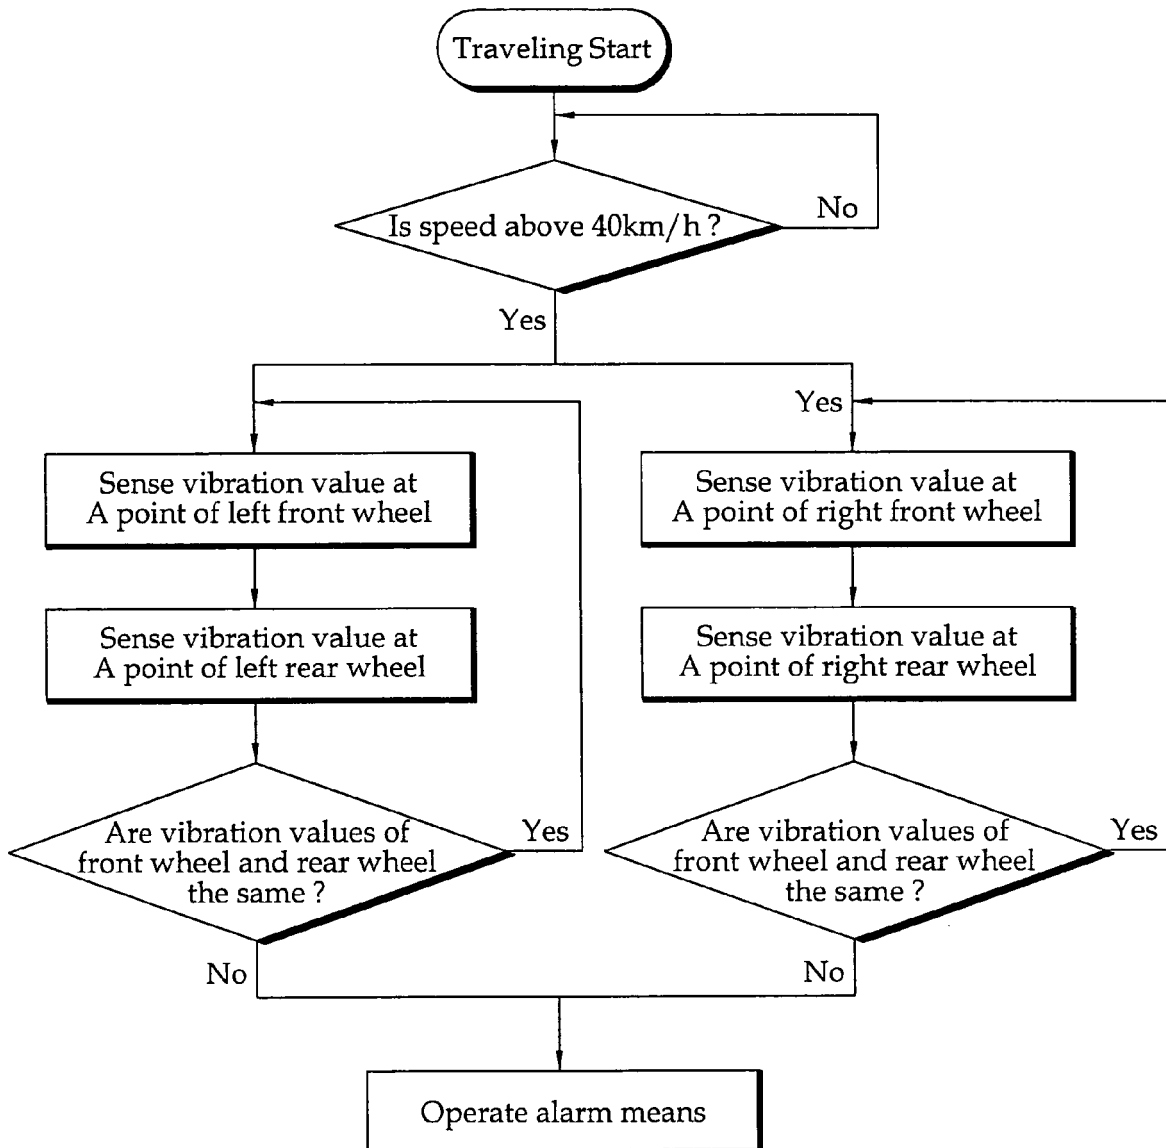 Traveling Start
Is speed above 40km/h ?
No
Yes
Yes
Sense vibration value at
A point of left front wheel
Sense vibration value at
A point of right front wheel
Sense vibration value at
A point of left rear wheel
Sense vibration value at
A point of right rear wheel
Are vibration values of
front wheel and rear wheel
the same ?
Yes
Are vibration values of
front wheel and rear wheel
the same ?
Yes
No
No
Operate alarm means